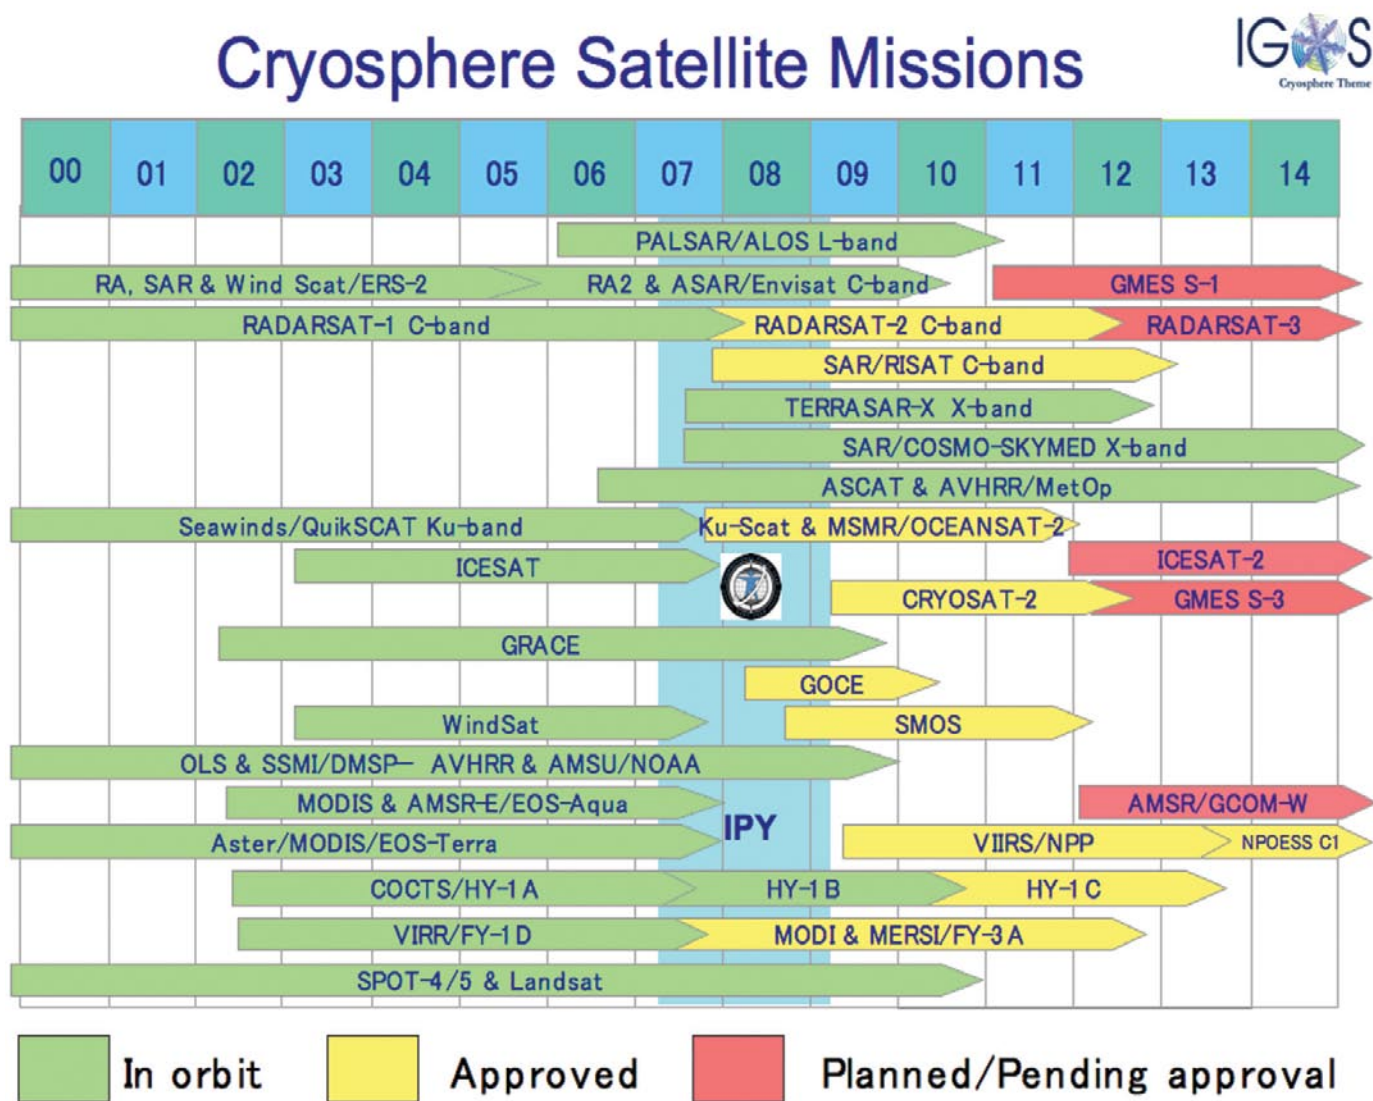 Cryosphere Satellite Missions
IGOS
Cryosphere Theme
00 01 02 03 04 05 06 07 08 09 10 11 12 13 14
PALSAR/ALOS L-band
RA, SAR & Wind Scat/ERS-2 RA2 & ASAR/Envisat C-band GMES S-1
RADARSAT-1 C-band RADARSAT-2 C-band RADARSAT-3
SAR/RISAT C-band
TERRASAR-X X-band
SAR/COSMO-SKYMED X-band
ASCAT & AVHRR/MetOp
Seawinds/QuikSCAT Ku-band Ku-Scat & MSMR/OCEANSAT-2
ICESAT ICESAT-2
CRYOSAT-2 GMES S-3
GRACE
GOCE
WindSat SMOS
OLS & SSMI/DMSP— AVHRR & AMSU/NOAA
MODIS & AMSR-E/EOS-Aqua AMSR/GCOM-W
IPY
Aster/MODIS/EOS-Terra VIIRS/NPP NPOESS C1
COCTS/HY-1A HY-1B HY-1C
VIRR/FY-1D MODI & MERSI/FY-3A
SPOT-4/5 & Landsat
In orbit Approved Planned/Pending approval